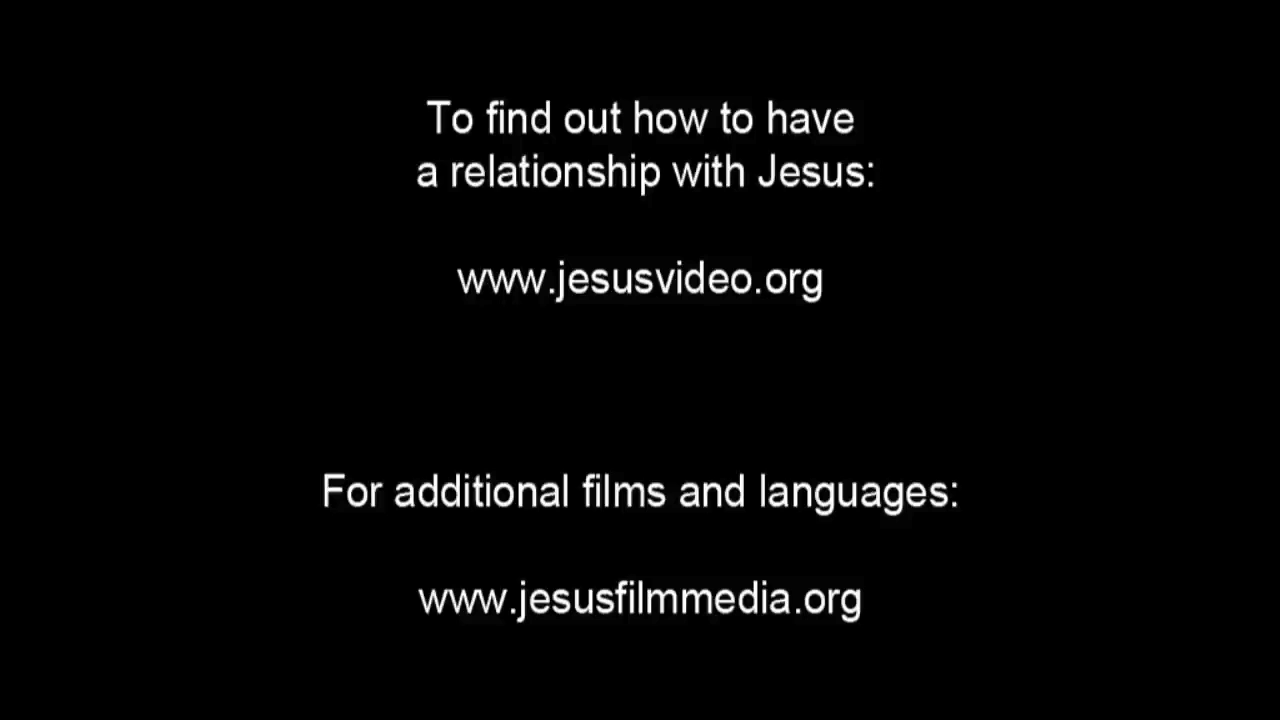 To find out how to have
a relationship with Jesus:
www.jesusvideo.org
For additional films and languages:
www.jesusfilmmedia.org